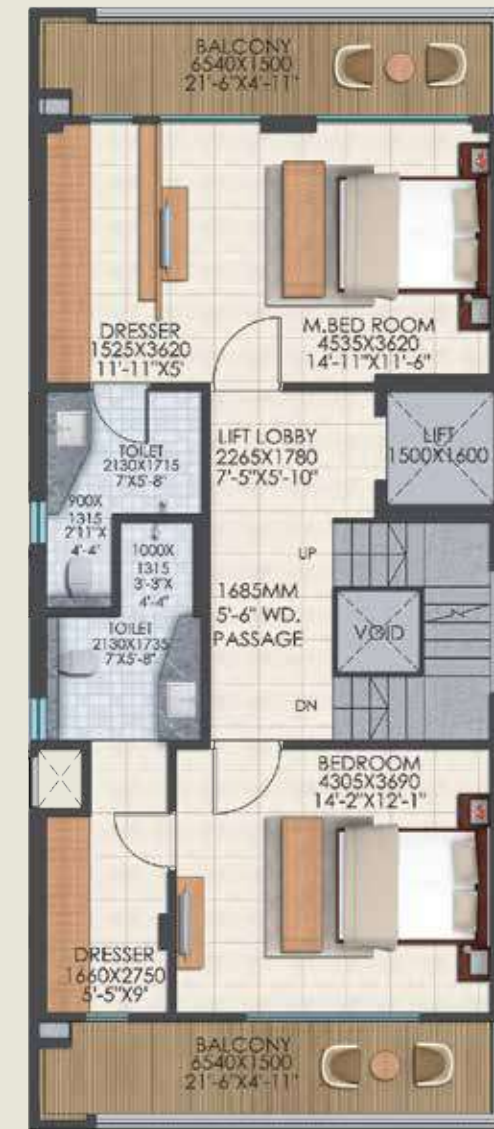 BALCONY
6540X1500
21'-6"X4'-11"
DRESSER
1525X3620
11'-11"X5'
M.BED ROOM
4535X3620
14'-11"X11'-6"
TOILET
2130X1715
7'X5'-8"
LIFT LOBBY
2265X1780
7'-5"X5'-10"
LIFT
1500X1600
900X
1315
2'11"X
4'-4"
1000X
1315
3'-3"X
4'-4"
UP
1685MM
5'-6" WD.
PASSAGE
VOID
TOILET
2130X1735
7'X5'-8"
DN
BEDROOM
4305X3690
14'-2"X12'-1"
DRESSER
1660X2750
5'-5"X9'
BALCONY
6540X1500
21'-6"X4'-11"